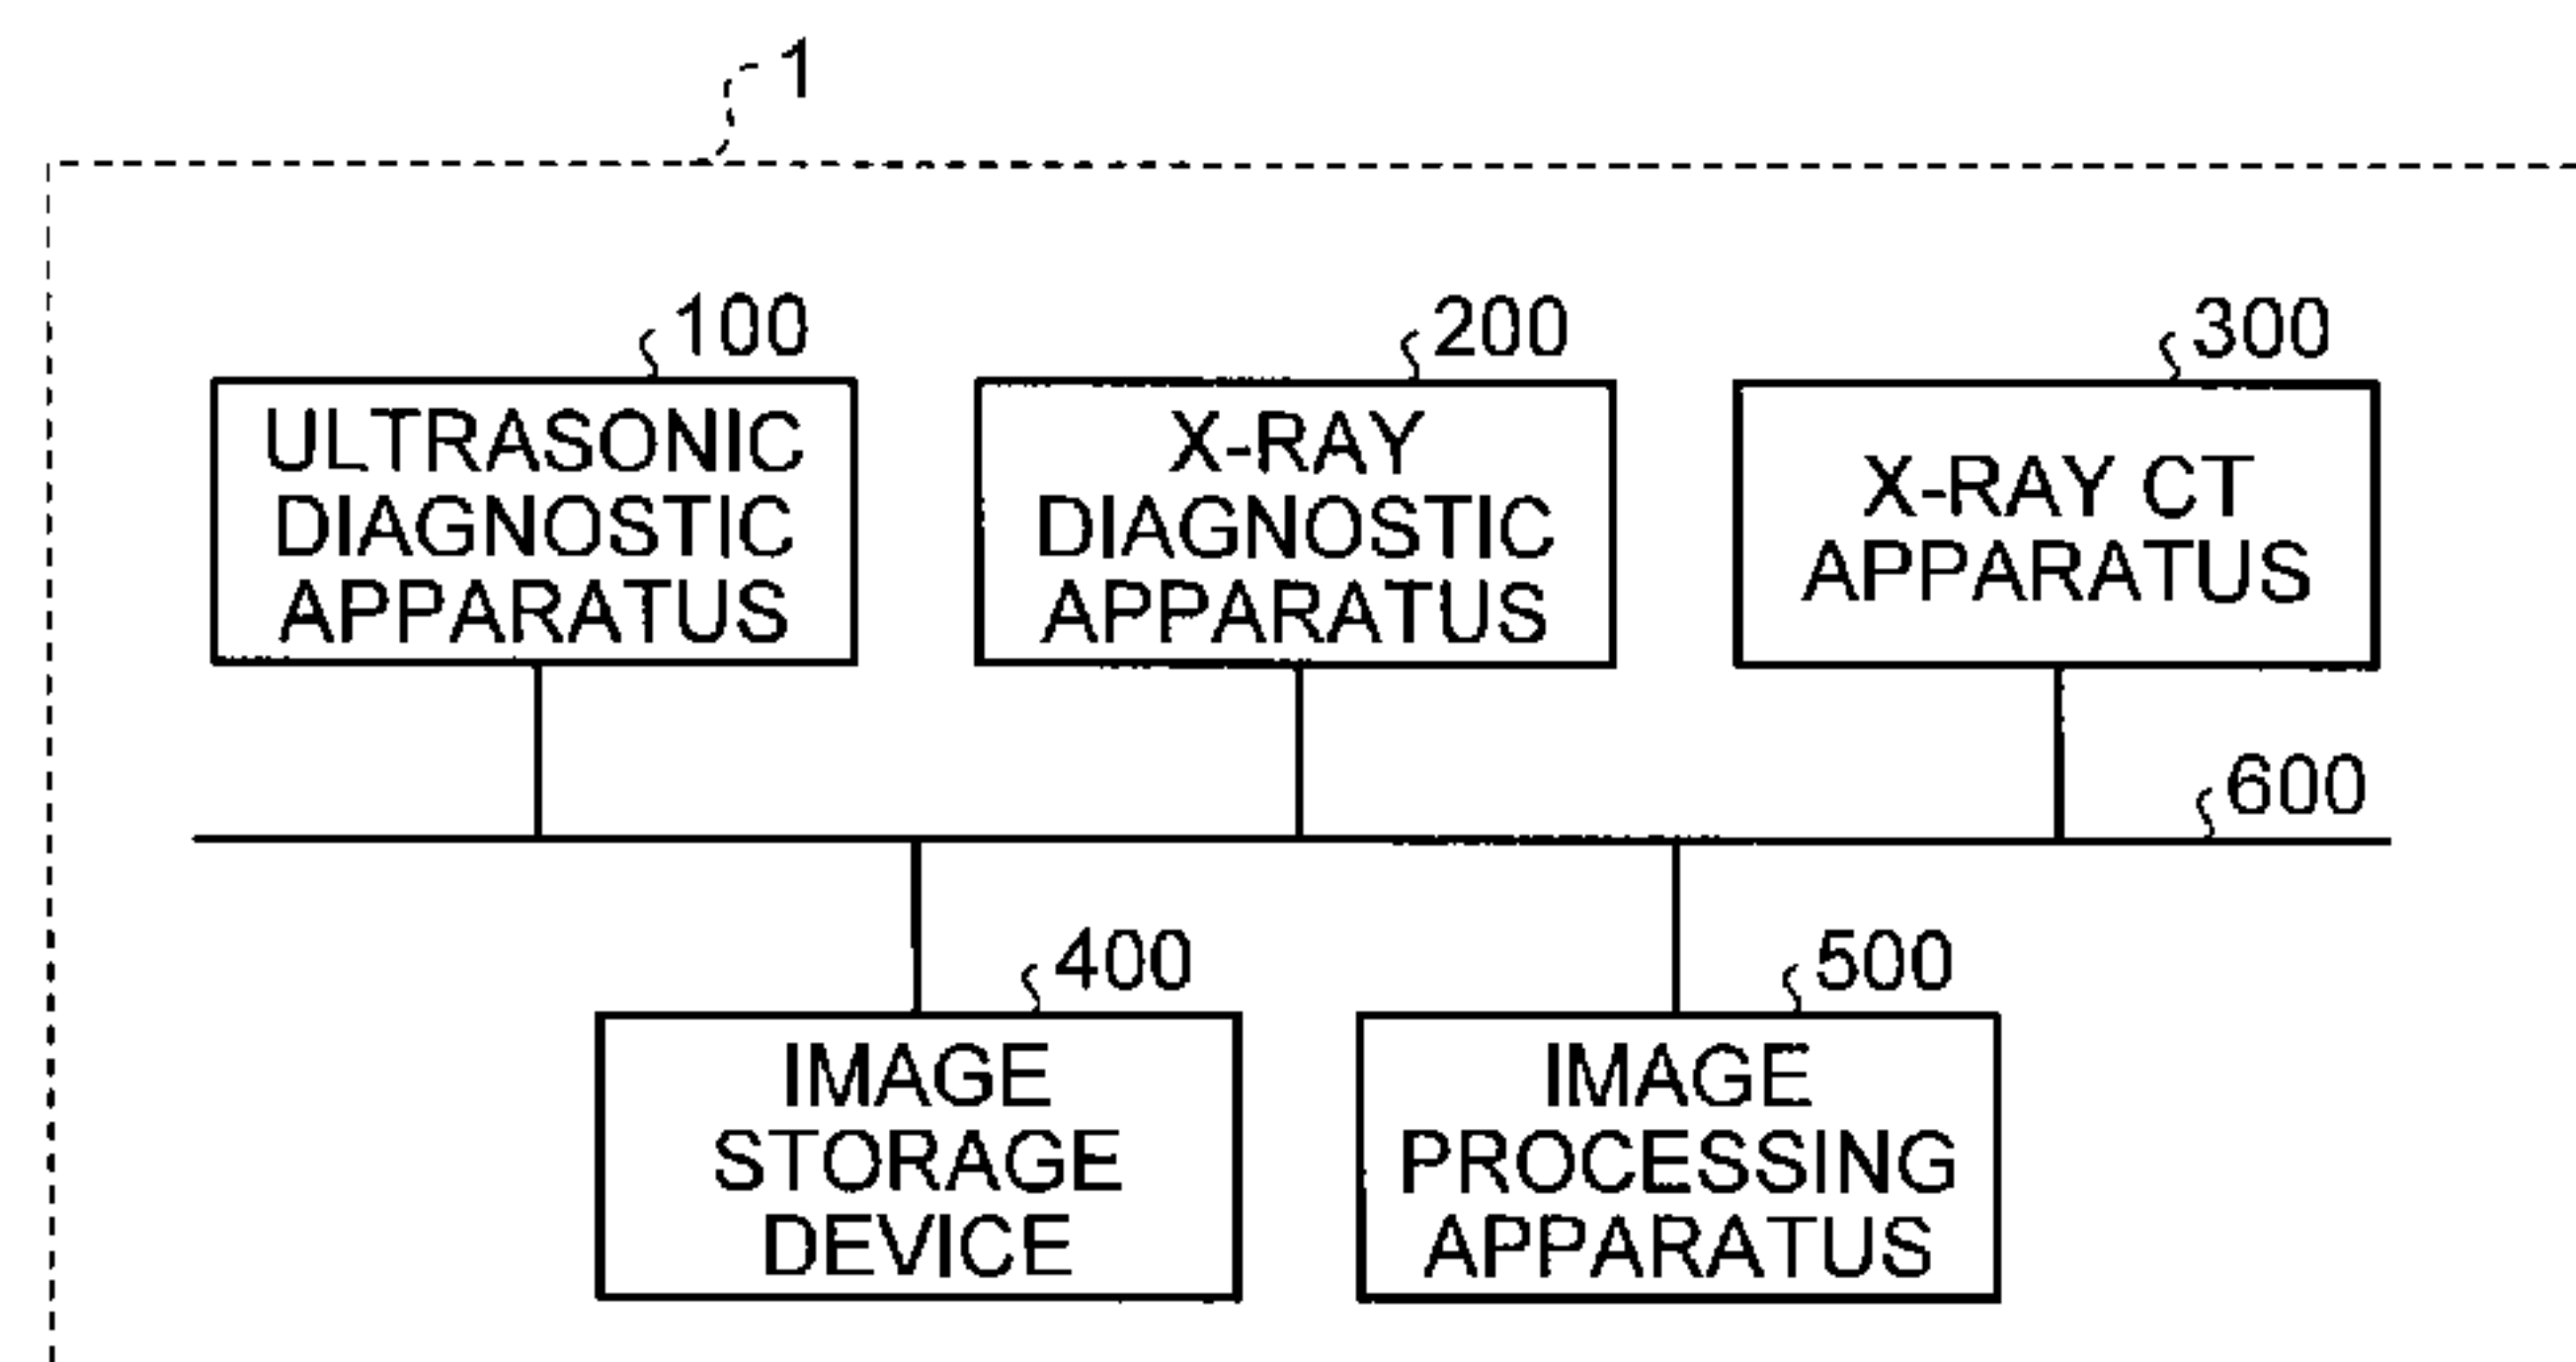 1
100
ULTRASONIC
DIAGNOSTIC
APPARATUS
200
X-RAY
DIAGNOSTIC
APPARATUS
300
X-RAY CT
APPARATUS
600
400
IMAGE
STORAGE
DEVICE
500
IMAGE
PROCESSING
APPARATUS